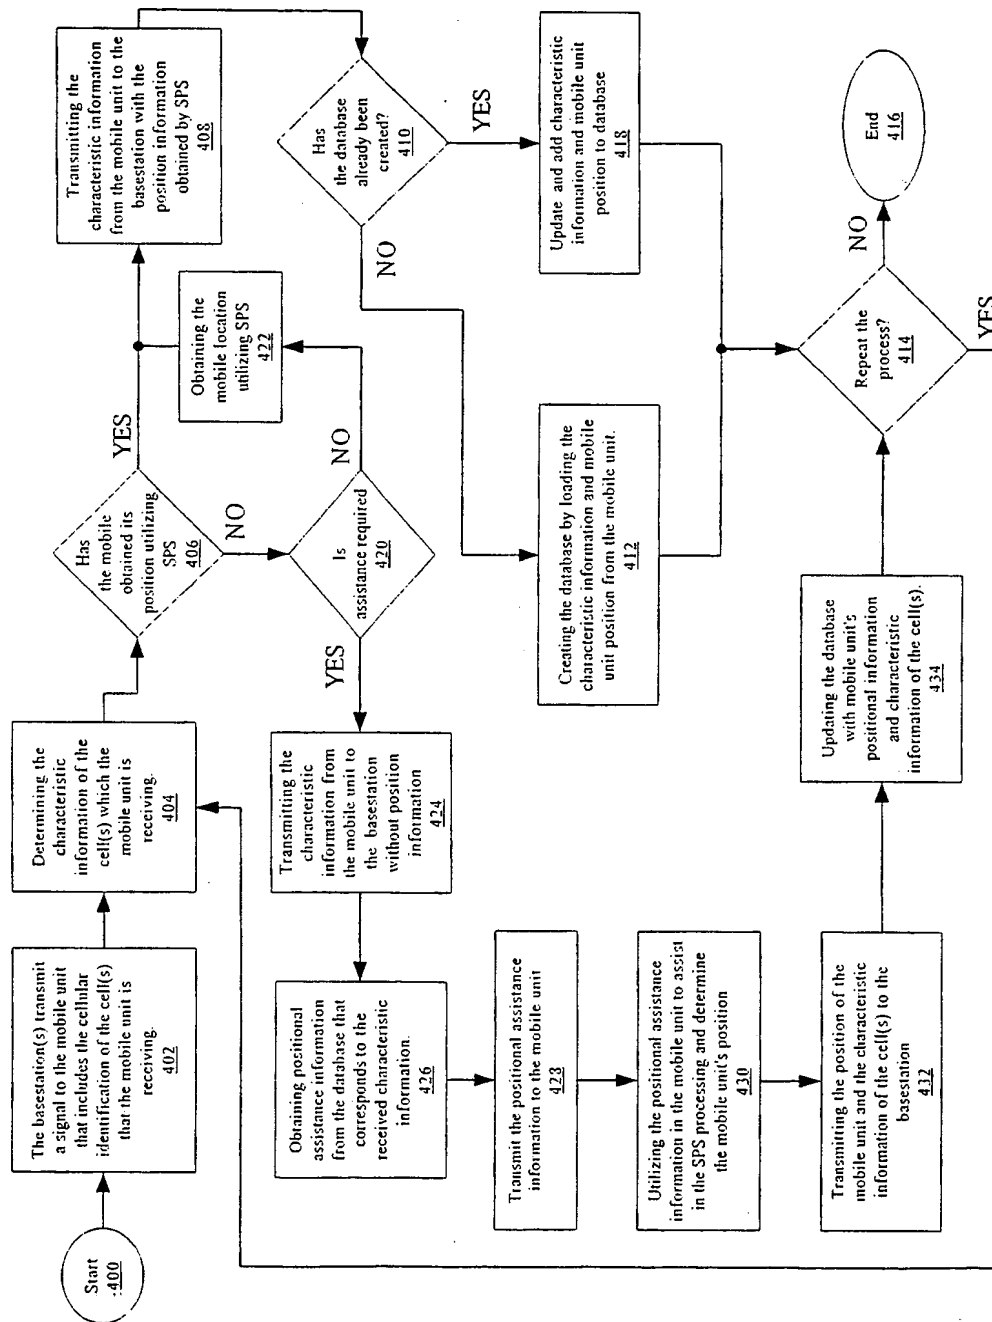 Start
400
The basestation(s) transmit
a signal to the mobile unit
that includes the cellular
identification of the cell(s)
that the mobile unit is
receiving.
402
Determining the
characteristic
information of the
cell(s) which the
mobile unit is
receiving.
404
Has
the mobile
obtained its
position utilizing
SPS
406
YES
NO
Transmitting the
characteristic information
from the mobile unit to the
basestation with the
position information
obtained by SPS
408
Obtaining the
mobile location
utilizing SPS
422
Is
assistance required
420
NO
YES
Has
the database
already been
created?
410
YES
NO
Transmitting the
characteristic
information from
the mobile unit to
the basestation
without position
information
424
Obtaining positional
assistance information
from the database that
corresponds to the
received characteristic
information.
426
Transmit the positional assistance
information to the mobile unit
428
Utilizing the positional assistance
information in the mobile unit to assist
in the SPS processing and determine
the mobile unit's position
430
Transmitting the position of the
mobile unit and the characteristic
information of the cell(s) to the
basestation
432
Creating the database by loading the
characteristic information and mobile
unit position from the mobile unit.
412
Update and add characteristic
information and mobile unit
position to database
418
Updating the database
with mobile unit's
positional information
and characteristic
information of the cell(s).
434
Repeat the
process?
414
NO
YES
End
416